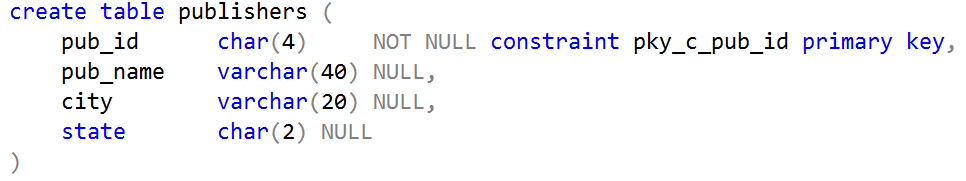 create table publishers (
    pub_id      char(4)     NOT NULL constraint pky_c_pub_id primary key,
    pub_name    varchar(40) NULL,
    city        varchar(20) NULL,
    state       char(2) NULL
)